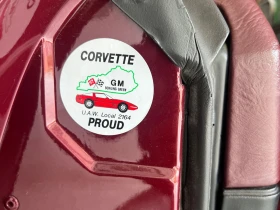 CORVETTE
GM
BOWLING GREEN
U.A.W. Local 2164
PROUD